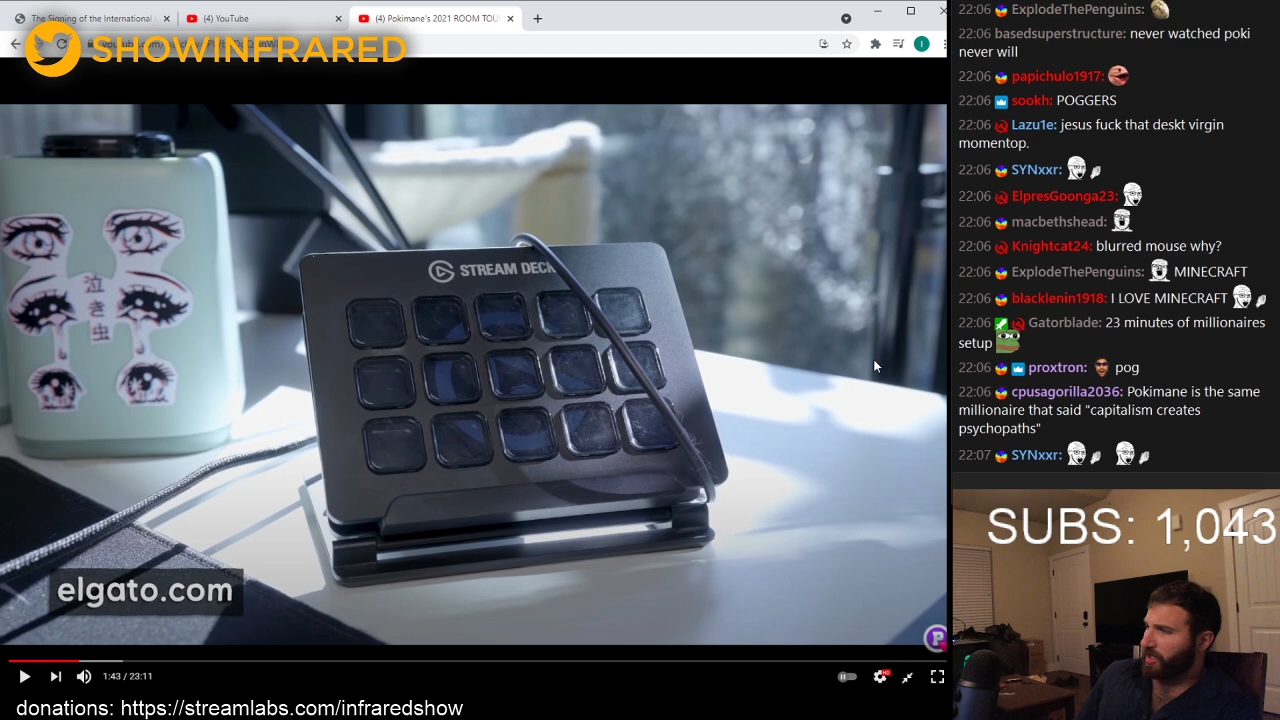 The Signing of the International
(4) YouTube
(4) Pokimane's 2021 ROOM TOU
SHOWINFRARED
STREAM DECK
泣き虫
elgato.com
1:43 / 23:11
HD
donations: https://streamlabs.com/infraredshow
22:06 ExplodeThePenguins:
22:06 basedsuperstructure: never watched poki
never will
22:06 papichulo1917:
22:06 sookh: POGGERS
22:06 Lazu1e: jesus fuck that deskt virgin
momentop.
22:06 SYNxxr:
22:06 ElpresGoonga23:
22:06 macbethshead:
22:06 Knightcat24: blurred mouse why?
22:06 ExplodeThePenguins: MINECRAFT
22:06 blacklenin1918: I LOVE MINECRAFT
22:06 Gatorblade: 23 minutes of millionaires
setup
22:06 proxtron: pog
22:06 cpusagorilla2036: Pokimane is the same
millionaire that said "capitalism creates
psychopaths"
22:07 SYNxxr:
SUBS: 1,043